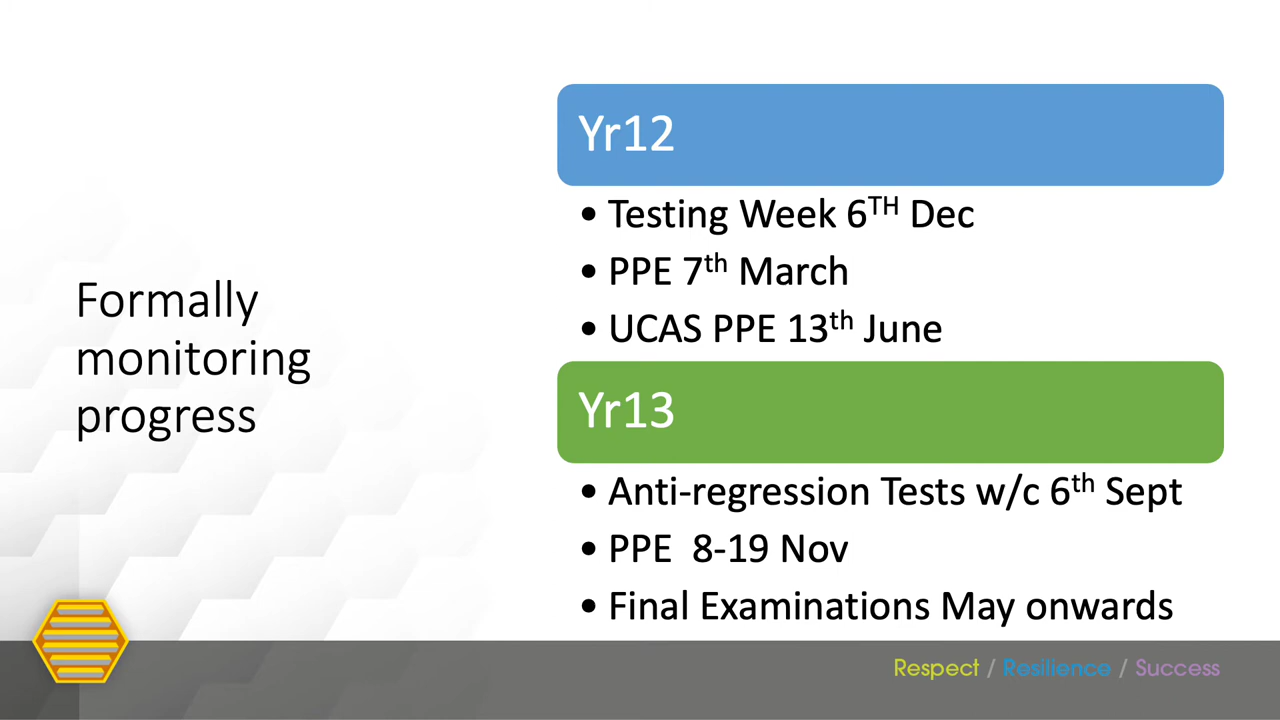 Formally
monitoring
progress
Yr12
• Testing Week 6TH Dec
• PPE 7th March
• UCAS PPE 13th June
Yr13
• Anti-regression Tests w/c 6th Sept
• PPE  8-19 Nov
• Final Examinations May onwards
Respect / Resilience / Success